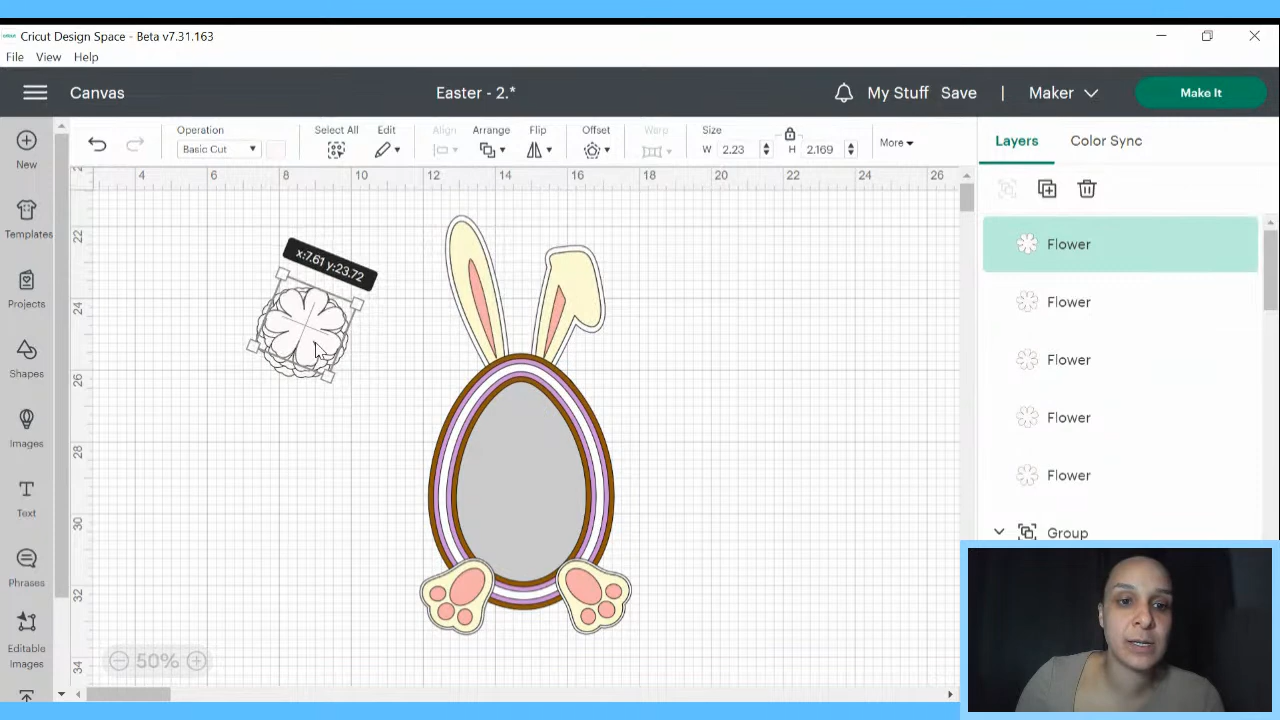 Cricut Design Space - Beta v7.31.163
File View Help
Canvas
Easter - 2.*
My Stuff Save | Maker
Make It
New
Templates
Projects
Shapes
Images
Text
Phrases
Editable
Images
Operation
Basic Cut
Select All
Edit
Align
Arrange
Flip
Offset
Warp
Size
W 2.23
H 2.169
More
4 6 8 10 12 14 16 18 20 22 24 26
22
24
26
28
30
32
34
x:7.61 y:23.72
50%
Layers Color Sync
Flower
Flower
Flower
Flower
Flower
Group